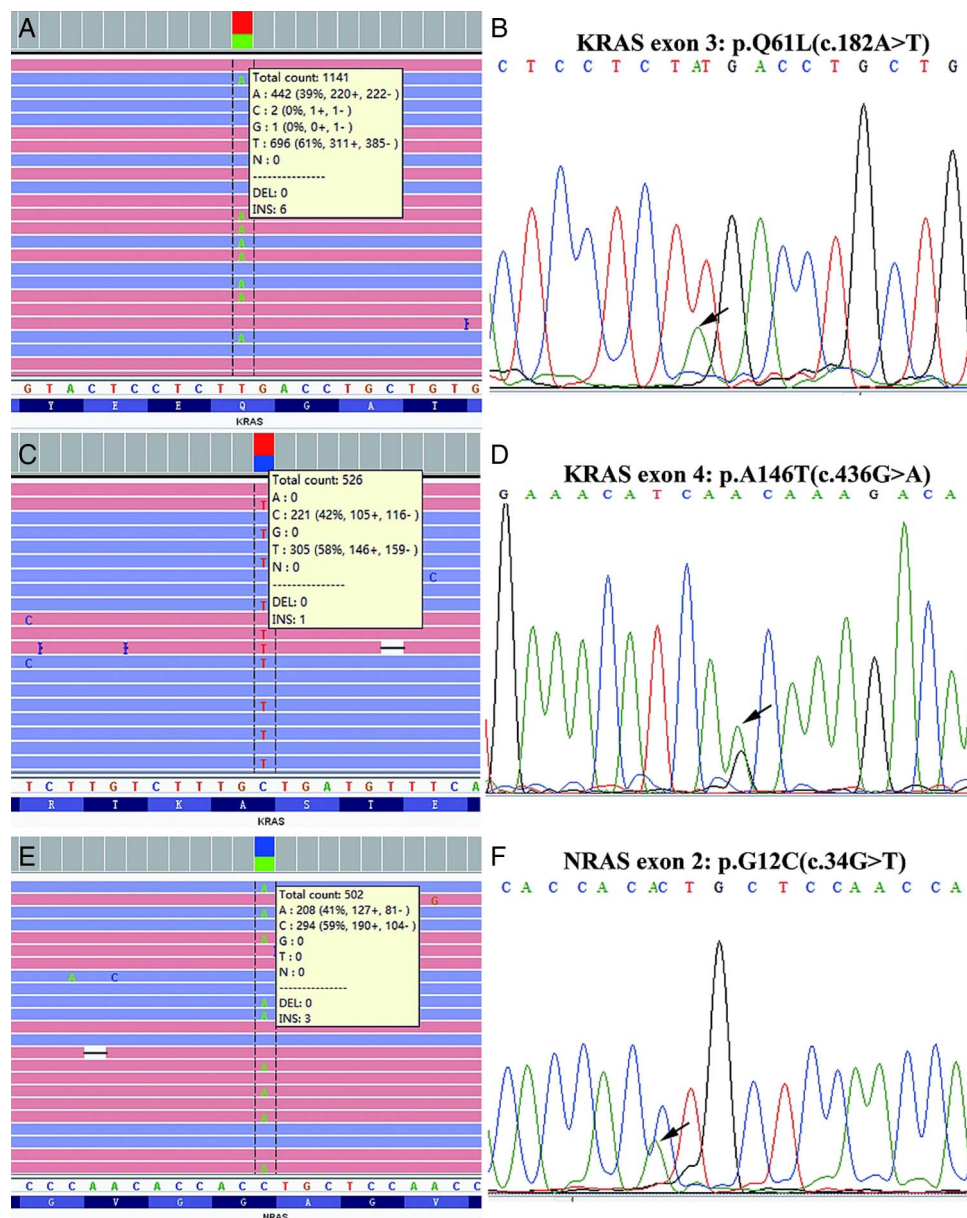 A
A
Total count: 1141
A : 442 (39%, 220+, 222- )
C : 2 (0%, 1+, 1- )
G : 1 (0%, 0+, 1- )
T : 696 (61%, 311+, 385- )
N : 0
---------------
DEL: 0
INS: 6
A
A
A
A
A
A
A
G T A C T C C T C T T G A C C T G C T G T G
Y E E Q G A T
KRAS
B
KRAS exon 3: p.Q61L(c.182A>T)
C T C C T C T A T G A C C T G C T G
C
Total count: 526
A : 0
C : 221 (42%, 105+, 116- )
G : 0
T : 305 (58%, 146+, 159- )
N : 0
---------------
DEL: 0
INS: 1
T
T
T
C
T
C
T
T
C
T
T
T
T
T C T T G T C T T T G C T G A T G T T T C A
R T K A S T E
KRAS
D
KRAS exon 4: p.A146T(c.436G>A)
G A A A C A T C A A C A A A G A C A
E
A
G
Total count: 502
A : 208 (41%, 127+, 81- )
C : 294 (59%, 190+, 104- )
G : 0
T : 0
N : 0
---------------
DEL: 0
INS: 3
A
A
A C
A
A
A
A
A
A
C C C A A C A C C A C C T G C T C C A A C C
G V G G A G V
NRAS
F
NRAS exon 2: p.G12C(c.34G>T)
C A C C A C A C T G C T C C A A C C A